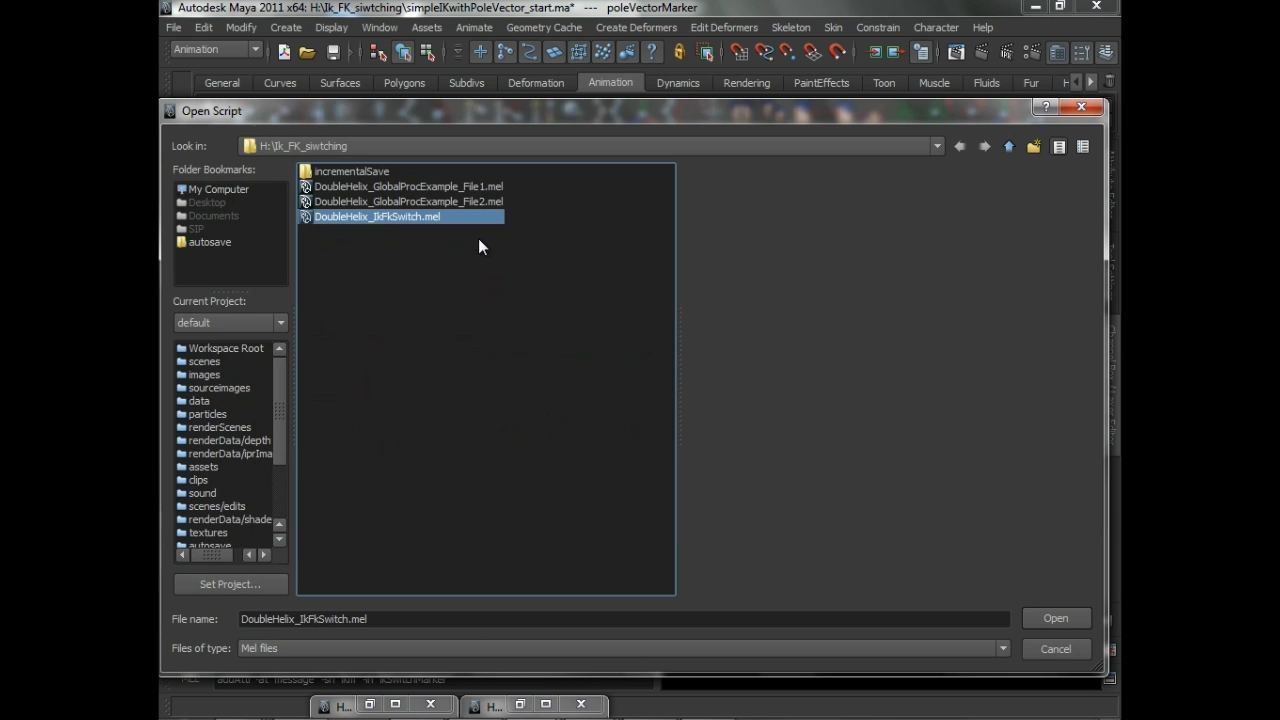 Autodesk Maya 2011 x64: H:\Ik_FK_siwtching\simpleIKwithPoleVector_start.ma* --- poleVectorMarker
File Edit Modify Create Display Window Assets Animate Geometry Cache Create Deformers Edit Deformers Skeleton Skin Constrain Character Help
Animation
General Curves Surfaces Polygons Subdivs Deformation Animation Dynamics Rendering PaintEffects Toon Muscle Fluids Fur
Open Script
Look in: H:\Ik_FK_siwtching
Folder Bookmarks:
My Computer
Desktop
Documents
SIP
autosave
incrementalSave
DoubleHelix_GlobalProcExample_File1.mel
DoubleHelix_GlobalProcExample_File2.mel
DoubleHelix_IkFkSwitch.mel
Current Project:
default
Workspace Root
scenes
images
sourceimages
data
particles
renderScenes
renderData/depth
renderData/iprIma
assets
clips
sound
scenes/edits
renderData/shade
textures
autosave
Set Project...
File name: DoubleHelix_IkFkSwitch.mel Open
Files of type: Mel files Cancel
H... H...